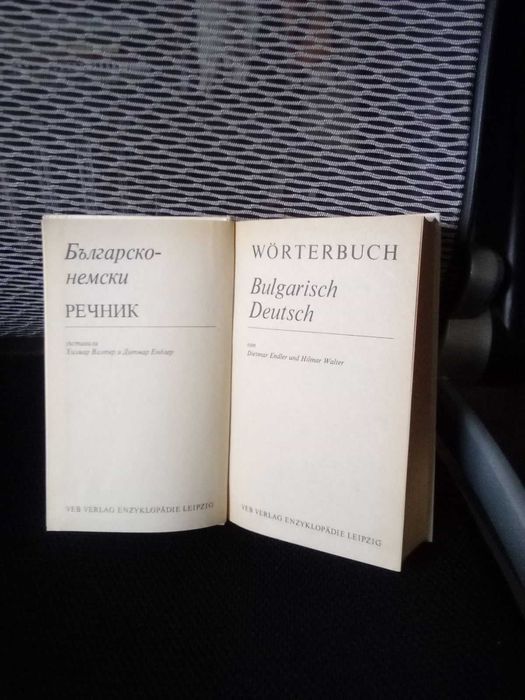 Българско-
немски
РЕЧНИК
съставили
Хилмар Валтер и Дитмар Ендлер
VEB VERLAG ENZYKLOPÄDIE LEIPZIG
WÖRTERBUCH
Bulgarisch
Deutsch
von
Dietmar Endler und Hilmar Walter
VEB VERLAG ENZYKLOPÄDIE LEIPZIG